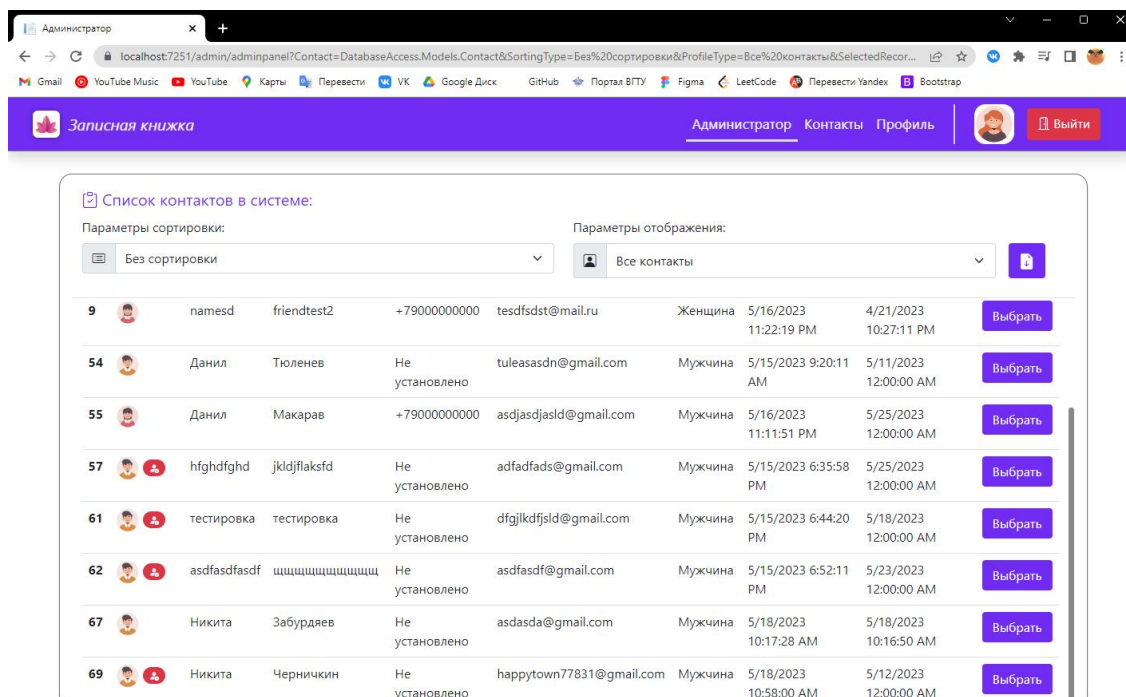 Администратор
localhost:7251/admin/adminpanel?Contact=DatabaseAccess.Models.Contact&SortingType=Без%20сортировки&ProfileType=Все%20контакты&SelectedRecor...
Gmail YouTube Music YouTube Карты Перевести VK Google Диск GitHub Портал ВГТУ Figma LeetCode Перевести Yandex Bootstrap
Записная книжка Администратор Контакты Профиль Выйти
Список контактов в системе:
Параметры сортировки: Параметры отображения:
Без сортировки Все контакты
9 namesd friendtest2 +79000000000 tesdfsdst@mail.ru Женщина 5/16/2023 4/21/2023 Выбрать
11:22:19 PM 10:27:11 PM
54 Данил Тюленев Не tuleasasdn@gmail.com Мужчина 5/15/2023 9:20:11 5/11/2023 Выбрать
установлено AM 12:00:00 AM
55 Данил Макарав +79000000000 asdjasdjasld@gmail.com Мужчина 5/16/2023 5/25/2023 Выбрать
11:11:51 PM 12:00:00 AM
57 hfghdfghd jkldjflaksfd Не adfadfads@gmail.com Мужчина 5/15/2023 6:35:58 5/25/2023 Выбрать
установлено PM 12:00:00 AM
61 тестировка тестировка Не dfgjlkdfjsld@gmail.com Мужчина 5/15/2023 6:44:20 5/18/2023 Выбрать
установлено PM 12:00:00 AM
62 asdfasdfasdf щщщщщщщщщщ Не asdfasdf@gmail.com Мужчина 5/15/2023 6:52:11 5/23/2023 Выбрать
установлено PM 12:00:00 AM
67 Никита Забурдяев Не asdasda@gmail.com Мужчина 5/18/2023 5/18/2023 Выбрать
установлено 10:17:28 AM 10:16:50 AM
69 Никита Черничкин Не happytown77831@gmail.com Мужчина 5/18/2023 5/12/2023 Выбрать
установлено 10:58:00 AM 12:00:00 AM